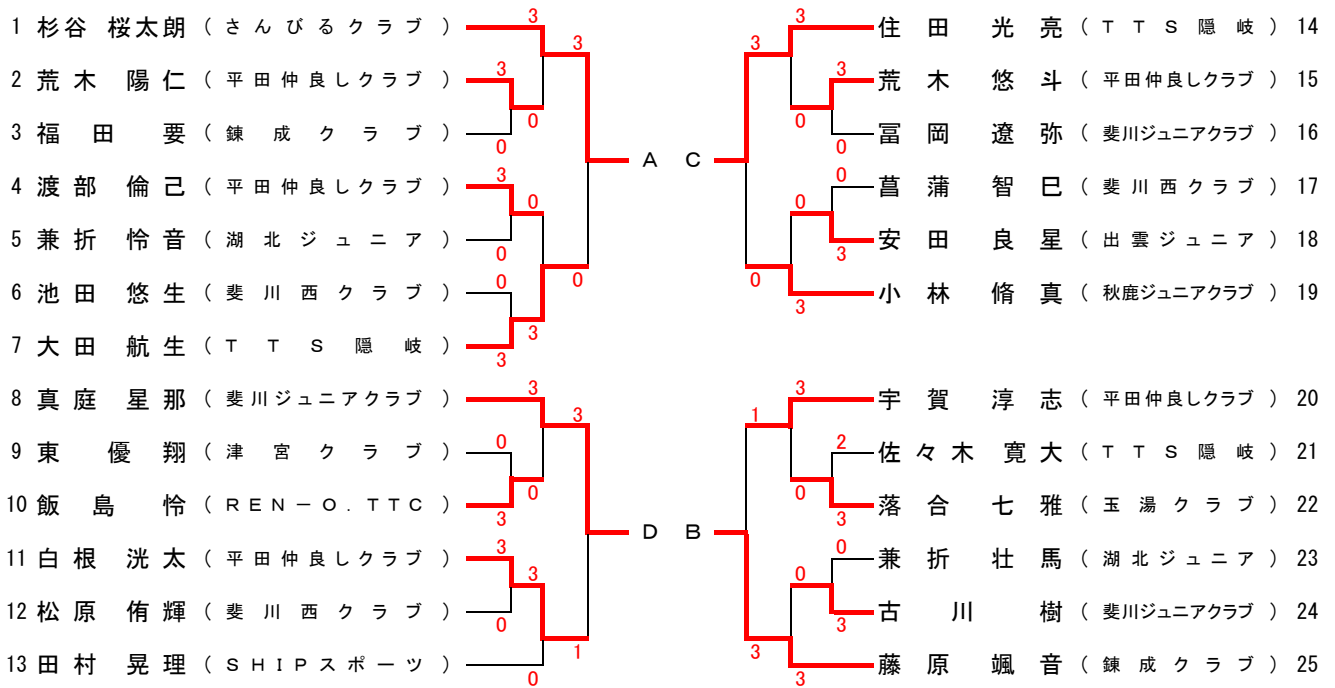 1 杉谷 桜太朗 ( さんびるクラブ ) 3
3
2 荒木 陽仁 ( 平田仲良しクラブ ) 3
0
3 福田 要 ( 錬成クラブ ) 0
A
4 渡部 倫己 ( 平田仲良しクラブ ) 3
0
5 兼折 怜音 ( 湖北ジュニア ) 0
0
6 池田 悠生 ( 斐川西クラブ ) 0
3
7 大田 航生 ( TTS隠岐 ) 3
8 真庭 星那 ( 斐川ジュニアクラブ ) 3
3
9 東 優翔 ( 津宮クラブ ) 0
0
10 飯島 怜 ( REN-O.TTC ) 3
D
11 白根 洸太 ( 平田仲良しクラブ ) 3
3
12 松原 侑輝 ( 斐川西クラブ ) 0
1
13 田村 晃理 ( SHIPスポーツ ) 0
3 住田 光亮 ( TTS隠岐 ) 14
3
3 荒木 悠斗 ( 平田仲良しクラブ ) 15
0
0 冨岡 遼弥 ( 斐川ジュニアクラブ ) 16
C
0 菖蒲 智巳 ( 斐川西クラブ ) 17
0
3 安田 良星 ( 出雲ジュニア ) 18
0
3 小林 脩真 ( 秋鹿ジュニアクラブ ) 19
3 宇賀 淳志 ( 平田仲良しクラブ ) 20
1
2 佐々木 寛大 ( TTS隠岐 ) 21
0
3 落合 七雅 ( 玉湯クラブ ) 22
B
0 兼折 壮馬 ( 湖北ジュニア ) 23
0
3 古川 樹 ( 斐川ジュニアクラブ ) 24
3
3 藤原 颯音 ( 錬成クラブ ) 25